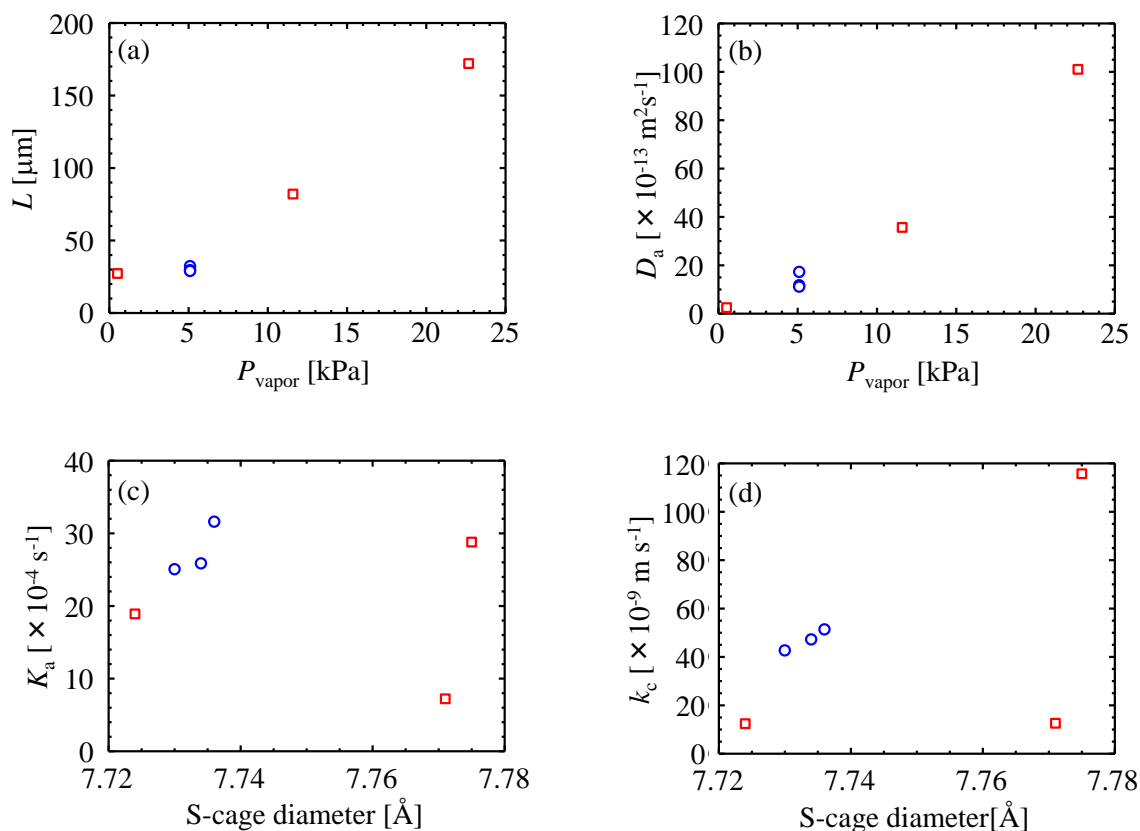 (a)
200
150
100
50
0
L [μm]
0 5 10 15 20 25
P_vapor [kPa]
(b)
120
100
80
60
40
20
0
D_a [×10^-13 m^2s^-1]
0 5 10 15 20 25
P_vapor [kPa]
(c)
40
30
20
10
0
K_a [×10^-4 s^-1]
7.72 7.74 7.76 7.78
S-cage diameter [Å]
(d)
120
100
80
60
40
20
0
k_c [×10^-9 m s^-1]
7.72 7.74 7.76 7.78
S-cage diameter[Å]